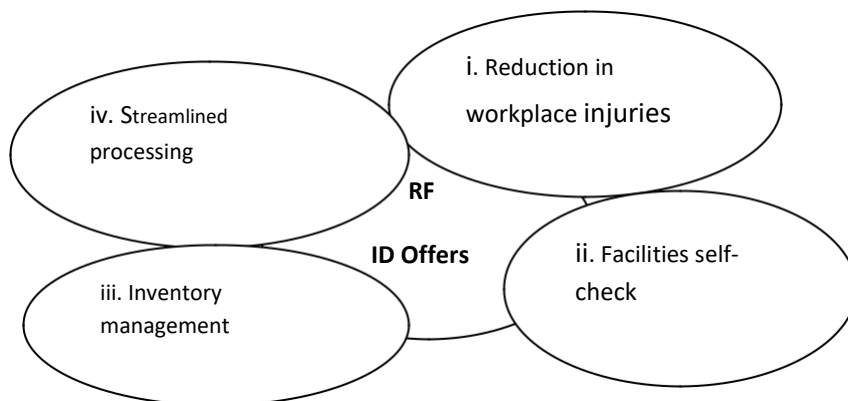 i. Reduction in
workplace injuries
iv. Streamlined
processing
RF
ID Offers
ii. Facilities self-
check
iii. Inventory
management